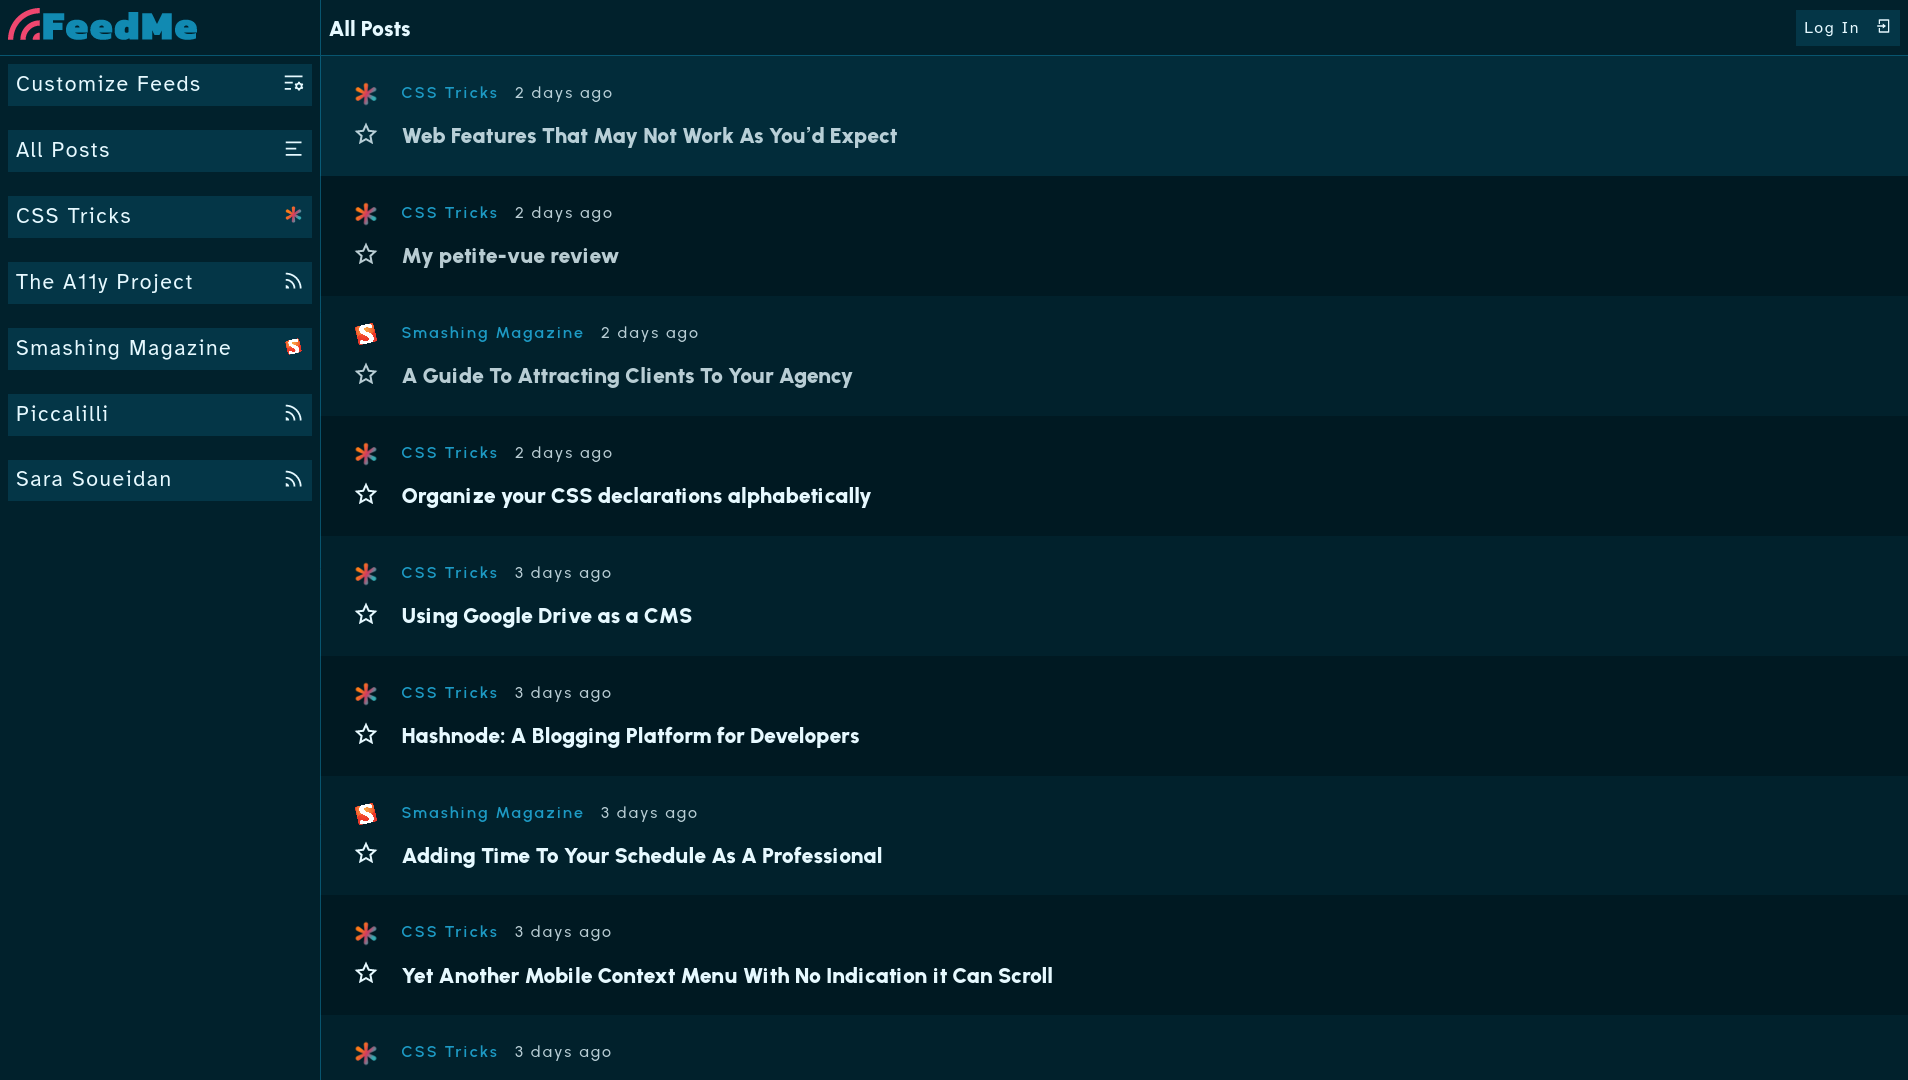 FeedMe
All Posts
Log In
Customize Feeds
All Posts
CSS Tricks
The A11y Project
Smashing Magazine
Piccalilli
Sara Soueidan
CSS Tricks 2 days ago
Web Features That May Not Work As You’d Expect
CSS Tricks 2 days ago
My petite-vue review
Smashing Magazine 2 days ago
A Guide To Attracting Clients To Your Agency
CSS Tricks 2 days ago
Organize your CSS declarations alphabetically
CSS Tricks 3 days ago
Using Google Drive as a CMS
CSS Tricks 3 days ago
Hashnode: A Blogging Platform for Developers
Smashing Magazine 3 days ago
Adding Time To Your Schedule As A Professional
CSS Tricks 3 days ago
Yet Another Mobile Context Menu With No Indication it Can Scroll
CSS Tricks 3 days ago